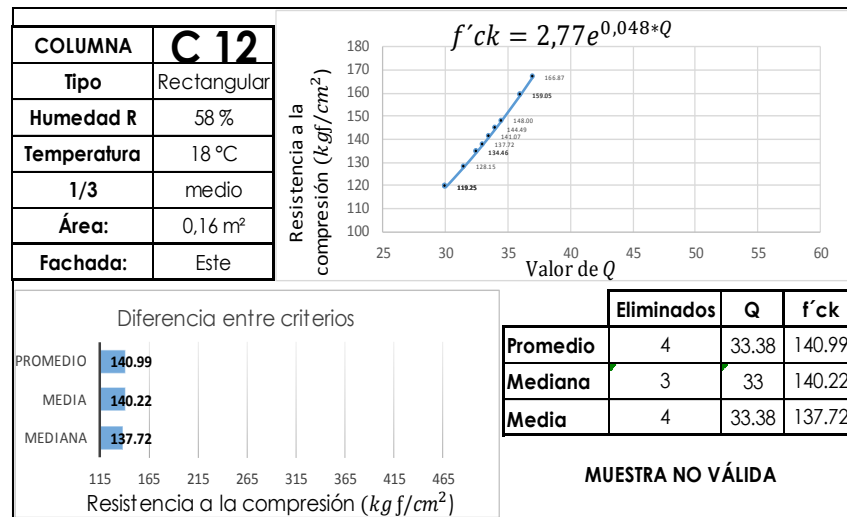 COLUMNA C 12
Tipo Rectangular
Humedad R 58 %
Temperatura 18 °C
1/3 medio
Área: 0,16 m²
Fachada: Este
f´ck = 2,77e^{0,048*Q}
Resistencia a la
compresión (kgf/cm²)
180
170
160
150
140
130
120
110
100
166.87
159.05
148.00
144.49
141.07
137.72
134.46
128.15
119.25
25 30 35 40 45 50 55 60
Valor de Q
Diferencia entre criterios
PROMEDIO 140.99
MEDIA 140.22
MEDIANA 137.72
115 165 215 265 315 365 415 465
Resistencia a la compresión (kg f/cm²)
Eliminados Q f´ck
Promedio 4 33.38 140.99
Mediana 3 33 140.22
Media 4 33.38 137.72
MUESTRA NO VÁLIDA